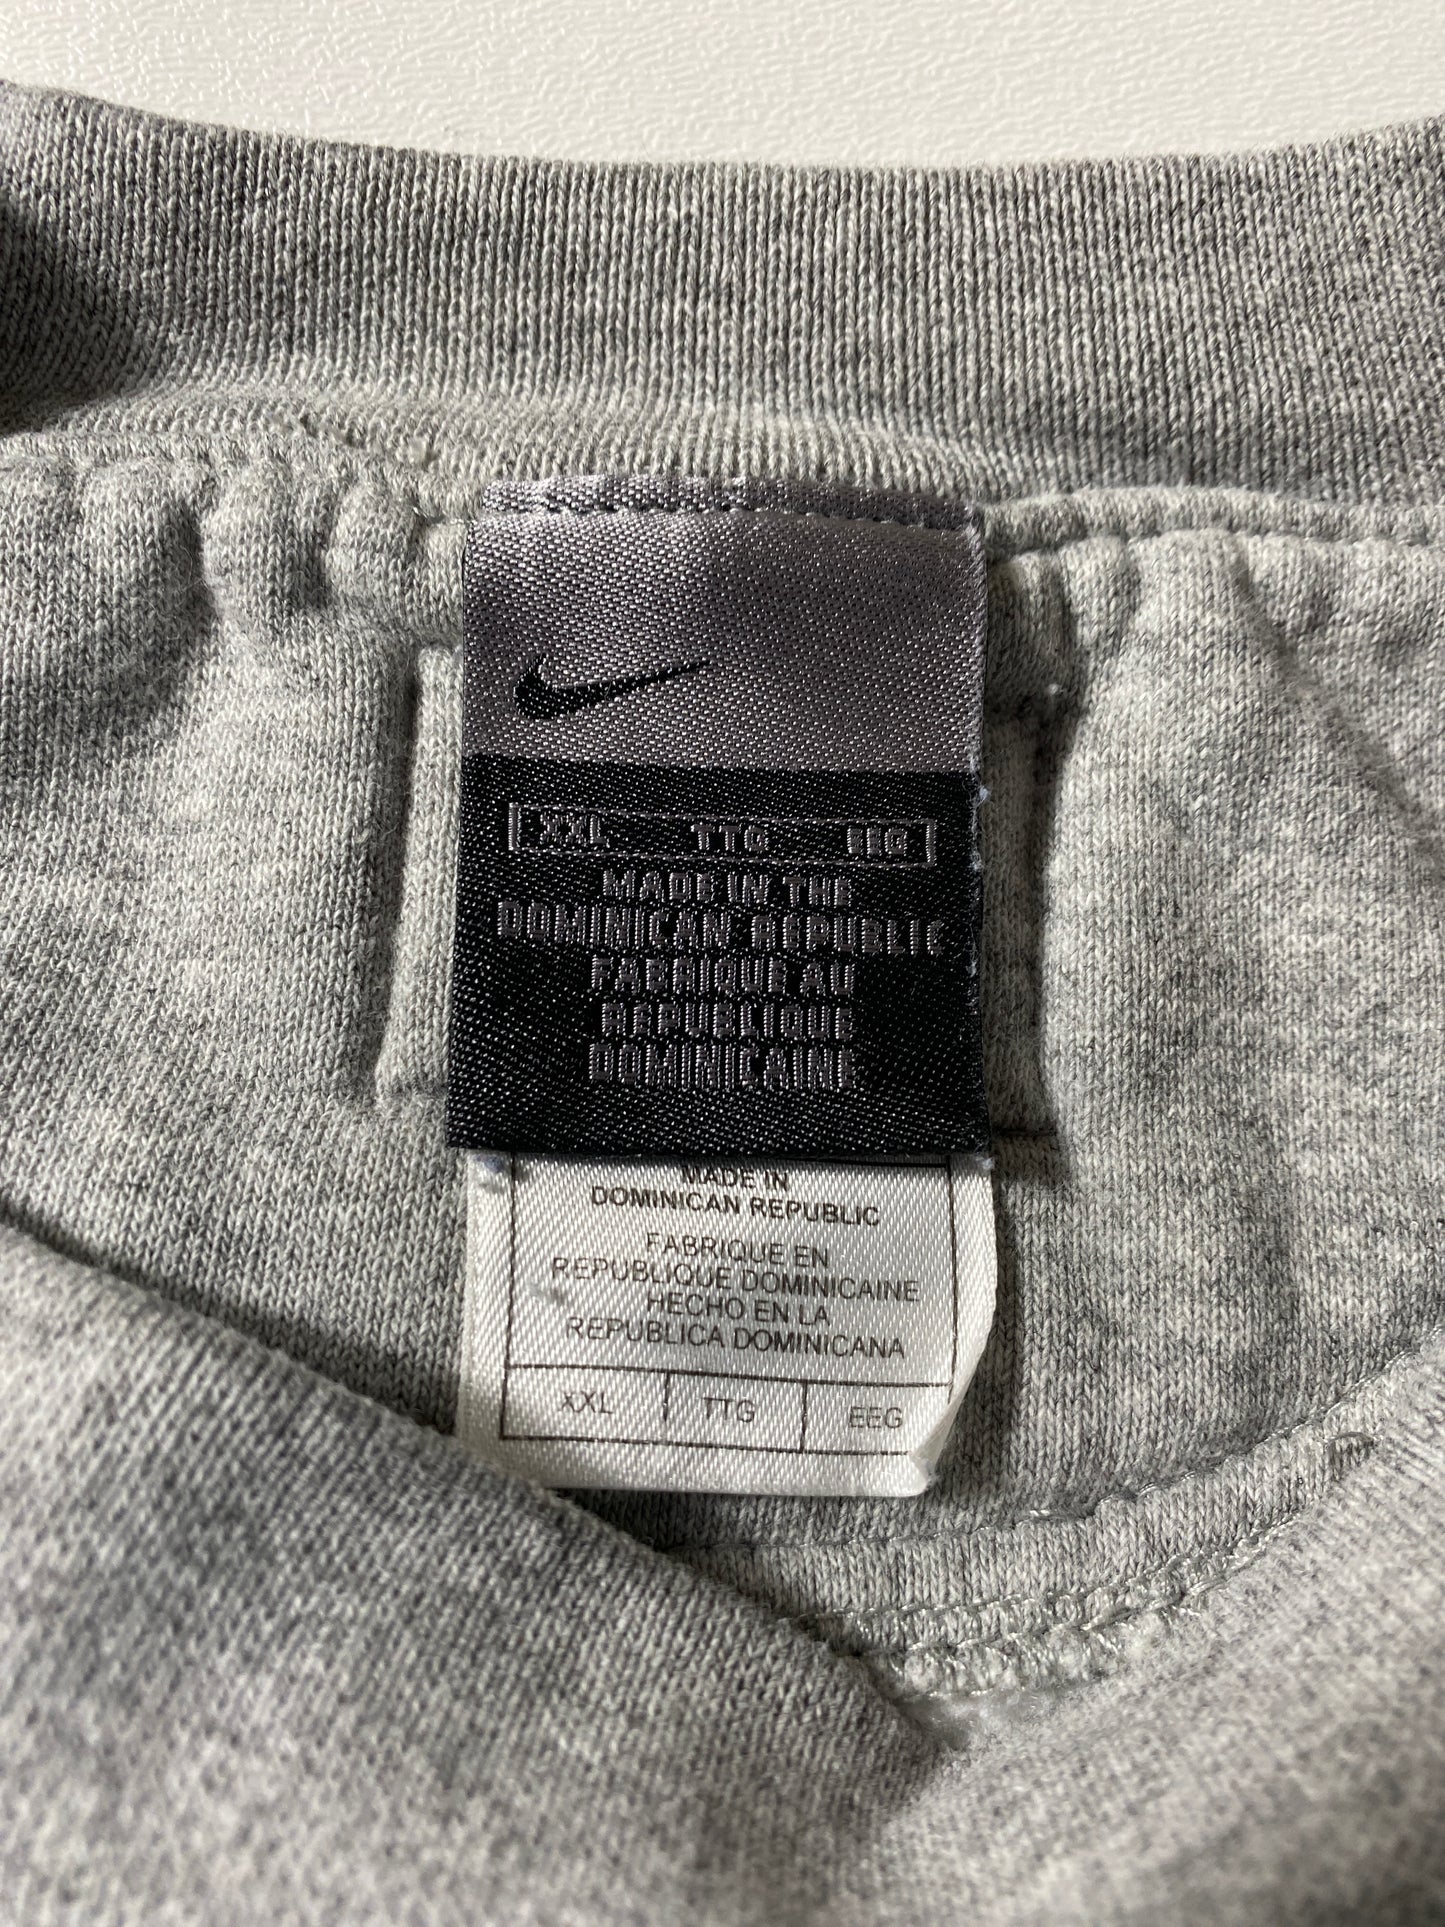 XXL TTG EEG
MADE IN THE
DOMINICAN REPUBLIC
FABRIQUE AU
REPUBLIQUE
DOMINICAINE
MADE IN
DOMINICAN REPUBLIC
FABRIQUE EN
REPUBLIQUE DOMINICAINE
HECHO EN LA
REPUBLICA DOMINICANA
XXL TTG EEG